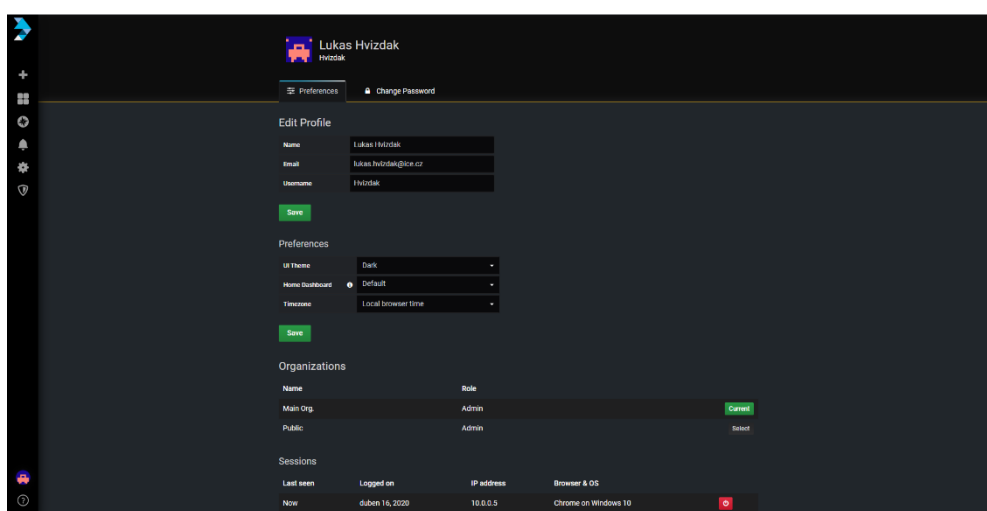 Lukas Hvizdak
Hvizdak
Preferences Change Password
Edit Profile
Name Lukas Hvizdak
Email lukas.hvizdak@ice.cz
Username Hvizdak
Save
Preferences
UI Theme Dark
Home Dashboard Default
Timezone Local browser time
Save
Organizations
Name Role
Main Org. Admin Current
Public Admin Select
Sessions
Last seen Logged on IP address Browser & OS
Now duben 16, 2020 10.0.0.5 Chrome on Windows 10